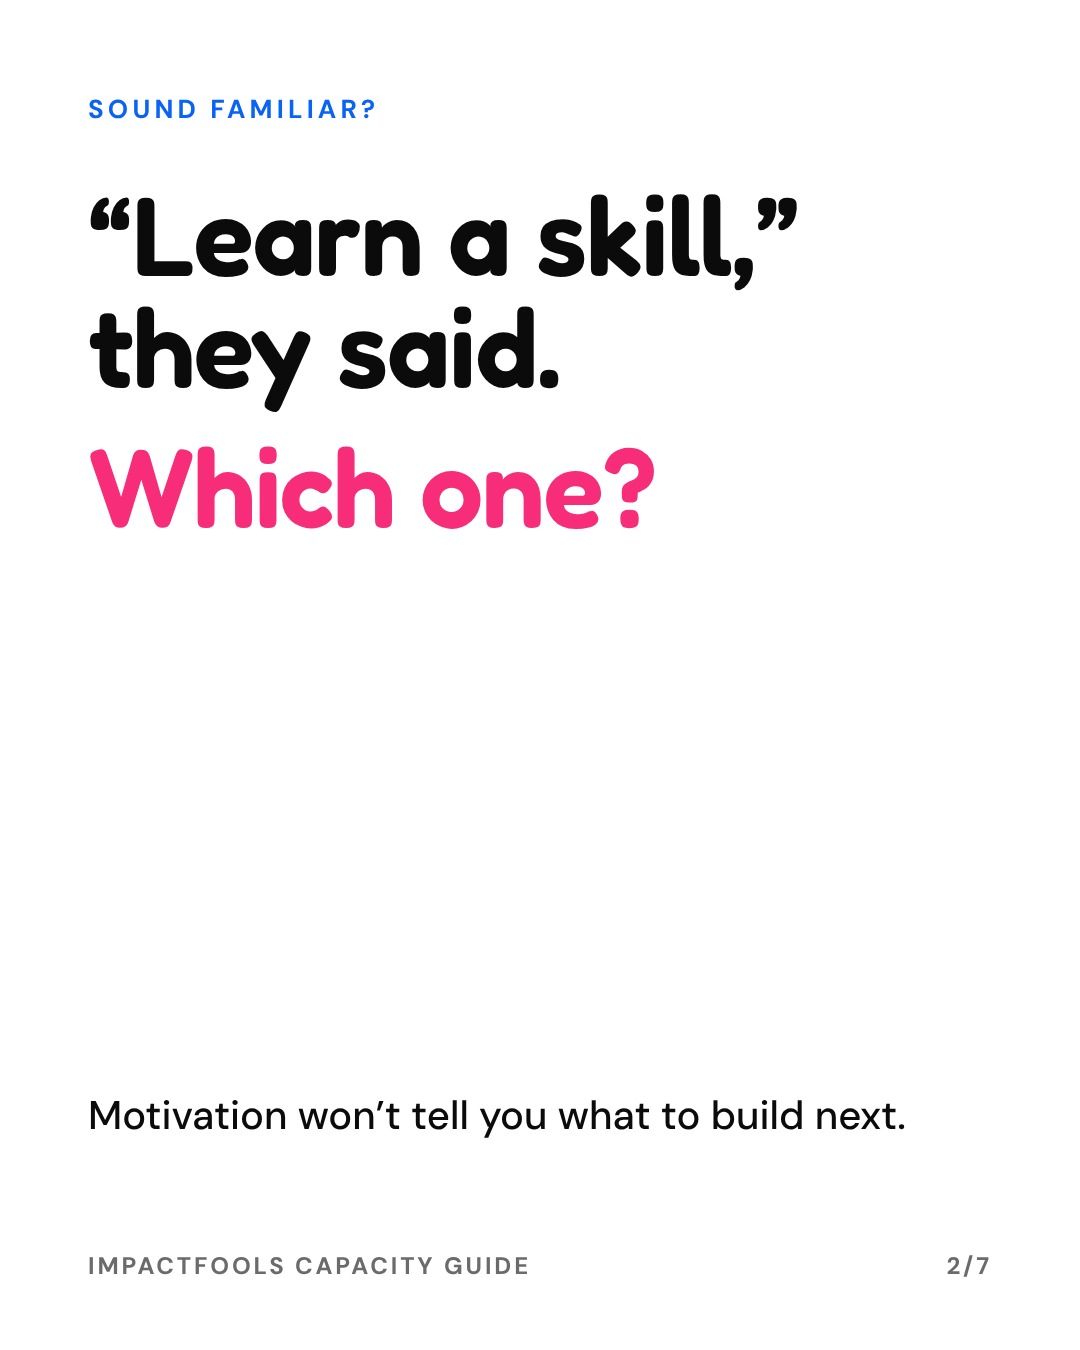 SOUND FAMILIAR?
“Learn a skill,”
they said.
Which one?
Motivation won’t tell you what to build next.
IMPACTFOOLS CAPACITY GUIDE
2/7